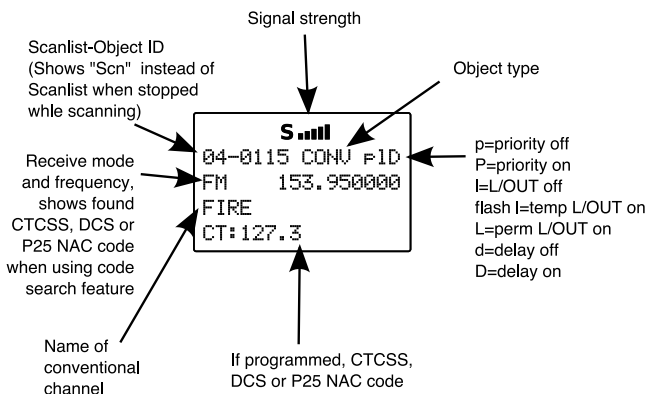 Signal strength
Scanlist-Object ID
(Shows "Scn" instead of
Scanlist when stopped
whle scanning)
Object type
S
04-0115 CONV plD
FM 153.950000
FIRE
CT:127.3
Receive mode
and frequency,
shows found
CTCSS, DCS or
P25 NAC code
when using code
search feature
p=priority off
P=priority on
l=L/OUT off
flash l=temp L/OUT on
L=perm L/OUT on
d=delay off
D=delay on
Name of
conventional
channel
If programmed, CTCSS,
DCS or P25 NAC code